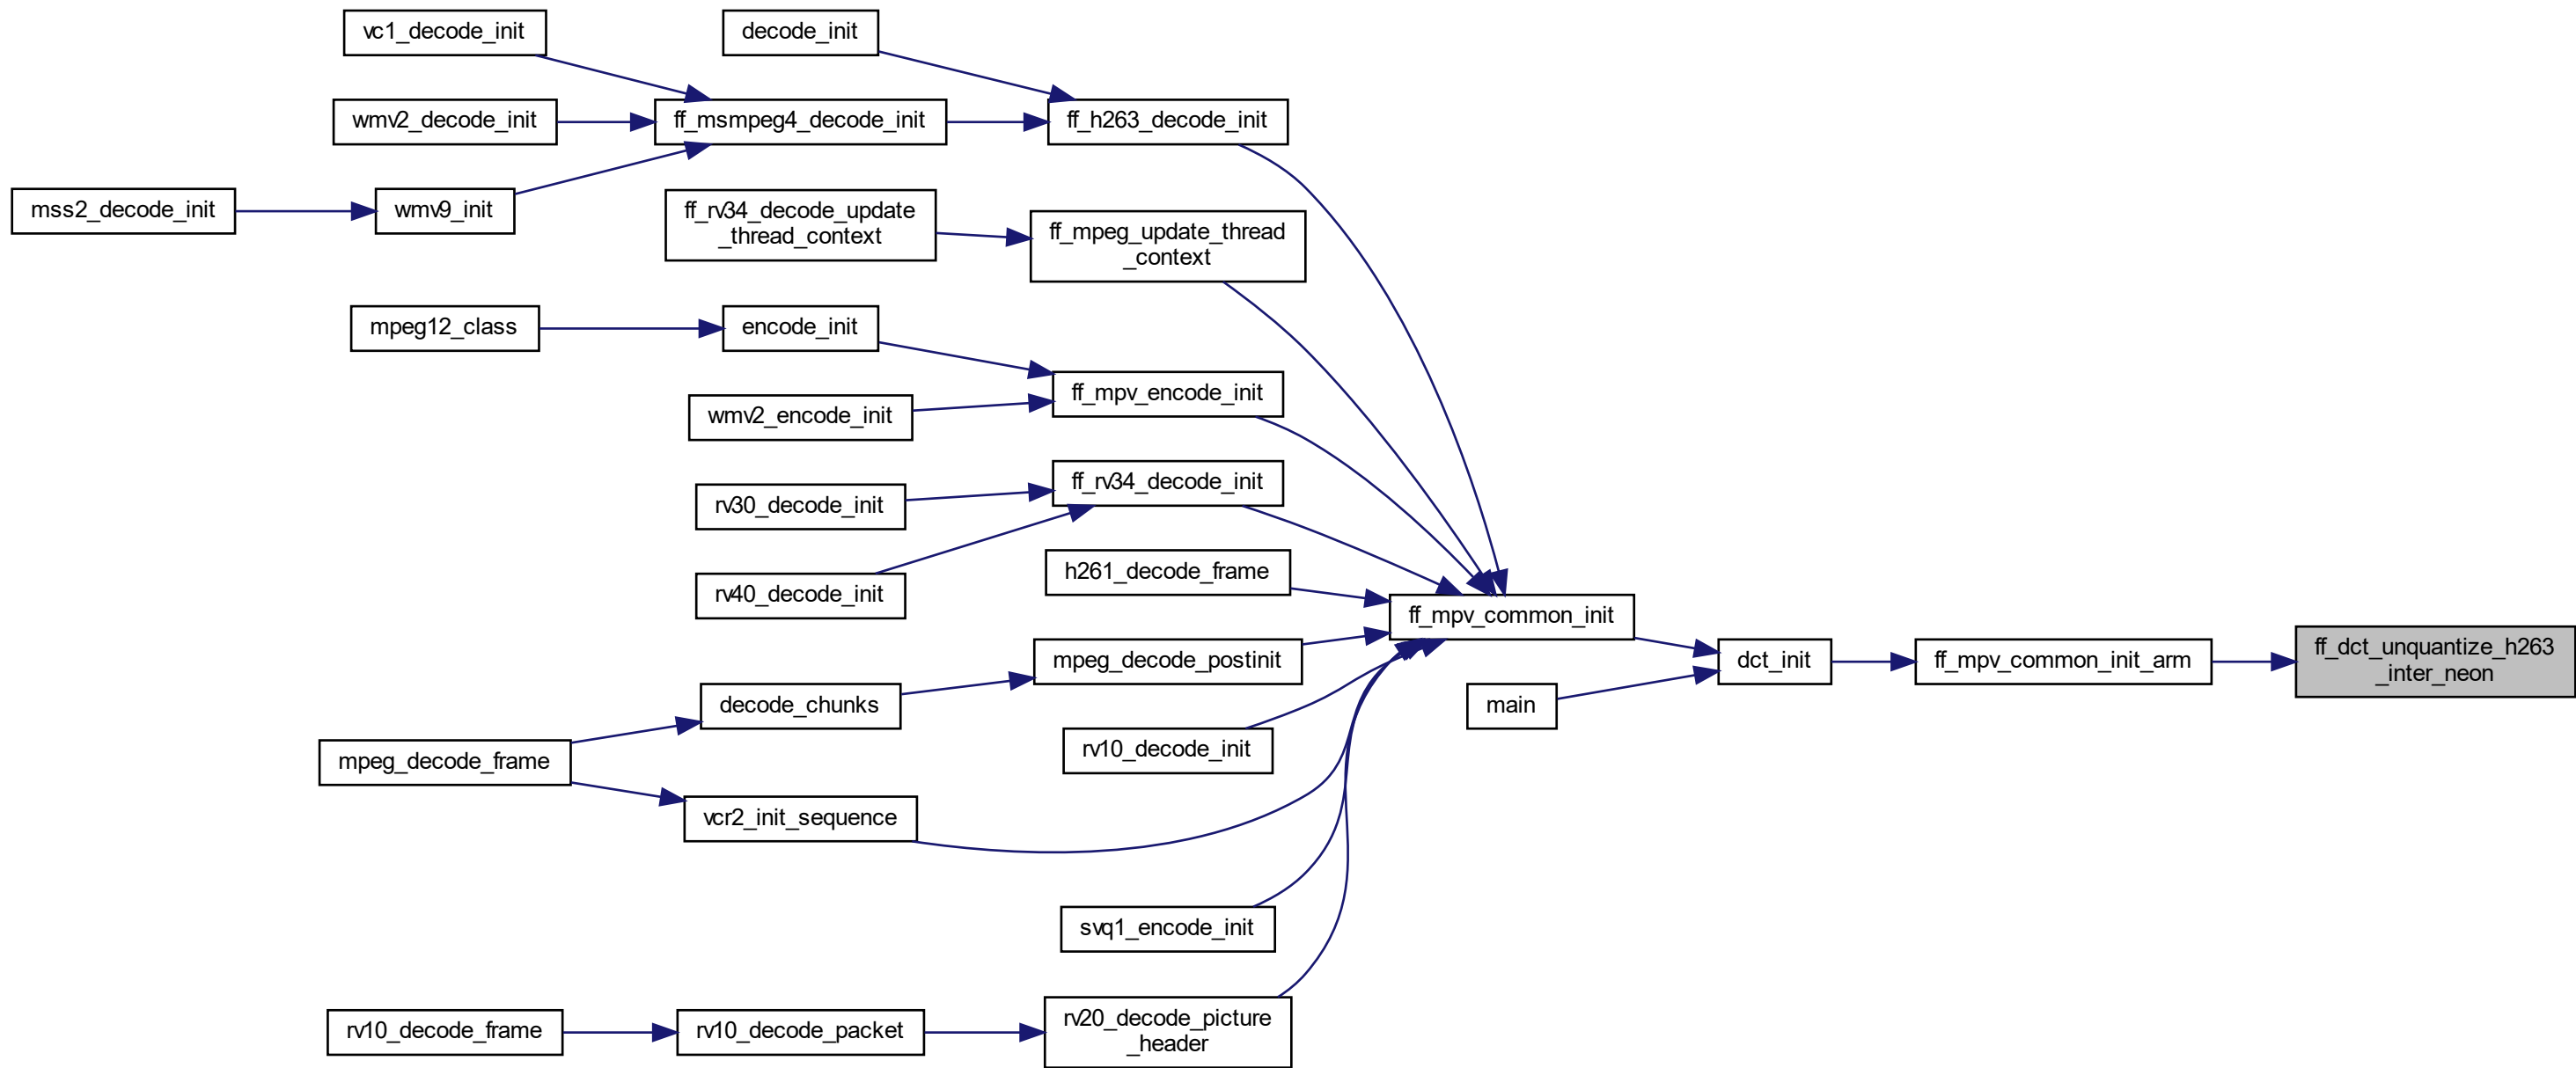 vc1_decode_init
decode_init
wmv2_decode_init
ff_msmpeg4_decode_init
ff_h263_decode_init
mss2_decode_init
wmv9_init
ff_rv34_decode_update
_thread_context
ff_mpeg_update_thread
_context
mpeg12_class
encode_init
ff_mpv_encode_init
wmv2_encode_init
ff_rv34_decode_init
rv30_decode_init
h261_decode_frame
rv40_decode_init
ff_mpv_common_init
mpeg_decode_postinit
dct_init
ff_mpv_common_init_arm
ff_dct_unquantize_h263
_inter_neon
decode_chunks
main
rv10_decode_init
mpeg_decode_frame
vcr2_init_sequence
svq1_encode_init
rv10_decode_frame
rv10_decode_packet
rv20_decode_picture
_header